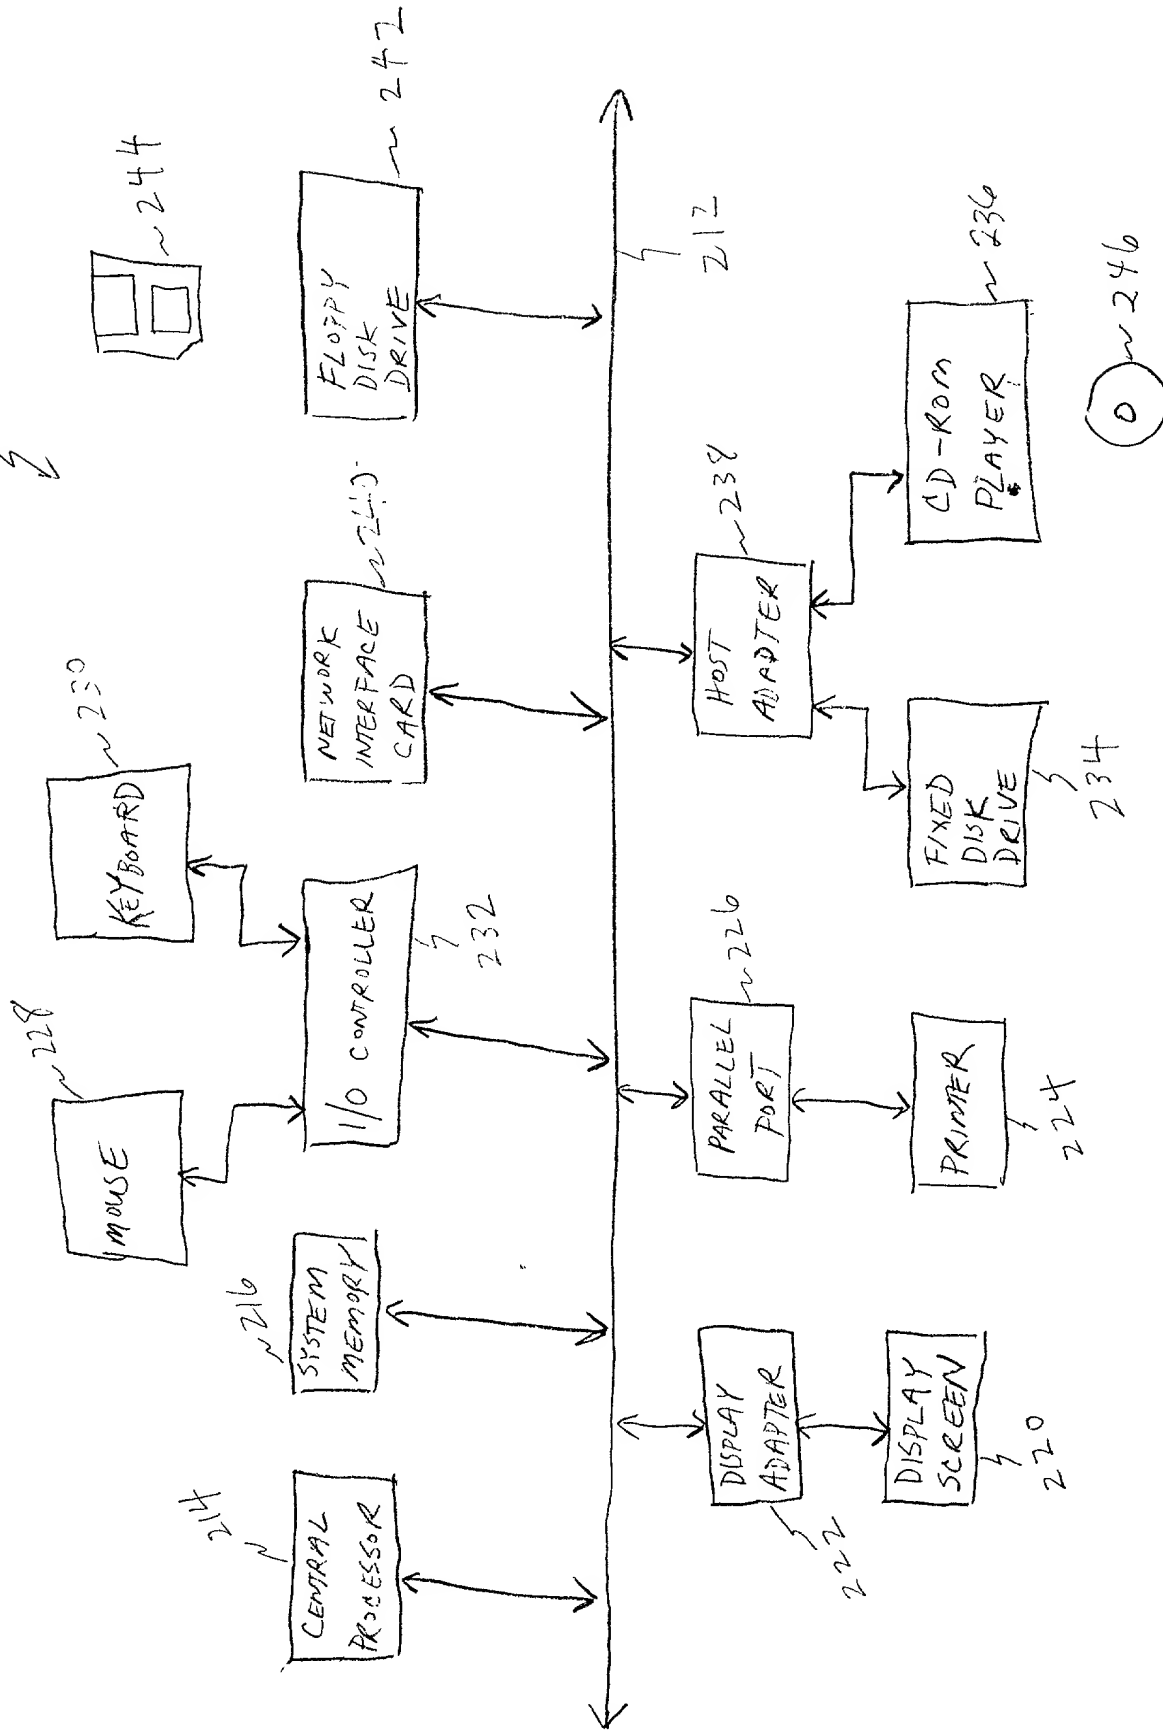 244
228
230
MOUSE
KEYBOARD
242
214
216
240
CENTRAL
PROCESSOR
SYSTEM
MEMORY
I/O CONTROLLER
NETWORK
INTERFACE
CARD
FLOPPY
DISK
DRIVE
232
212
226
238
DISPLAY
ADAPTER
PARALLEL
PORT
HOST
ADAPTER
222
236
DISPLAY
SCREEN
PRINTER
FIXED
DISK
DRIVE
CD-ROM
PLAYER
220
224
234
246